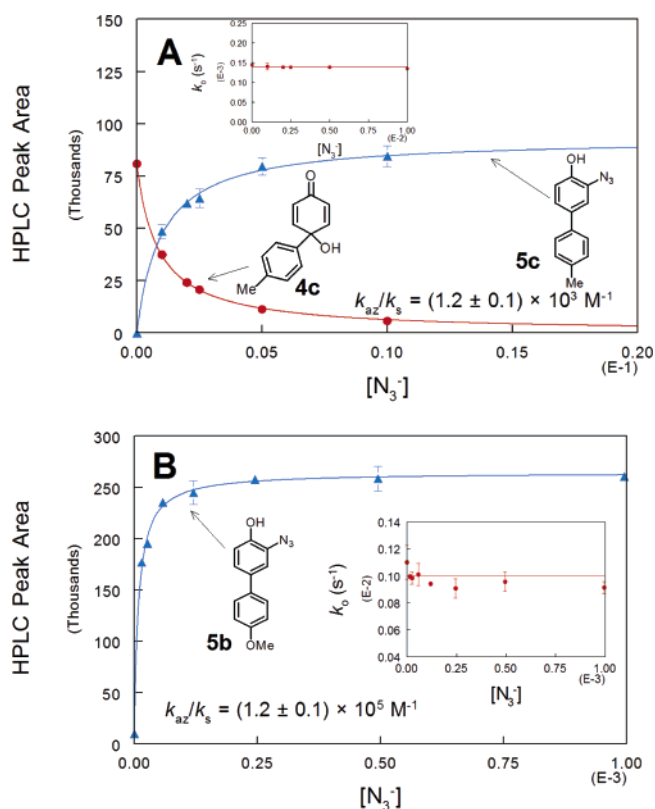 A
HPLC Peak Area
(Thousands)
150
125
100
75
50
25
0
0.00
0.05
0.10
0.15
0.20
(E-1)
[N₃⁻]
kₒ (s⁻¹)
(E-3)
0.25
0.20
0.15
0.10
0.05
0.00
0.00
0.25
0.50
0.75
1.00
(E-2)
[N₃⁻]
O
OH
Me
4c
OH
N₃
Me
5c
k_az/k_s = (1.2 ± 0.1) × 10³ M⁻¹
B
HPLC Peak Area
(Thousands)
300
250
200
150
100
50
0
0.00
0.25
0.50
0.75
1.00
(E-3)
[N₃⁻]
OH
N₃
OMe
5b
k_az/k_s = (1.2 ± 0.1) × 10⁵ M⁻¹
kₒ (s⁻¹)
(E-2)
0.14
0.12
0.10
0.08
0.06
0.04
0.00
0.25
0.50
0.75
1.00
(E-3)
[N₃⁻]